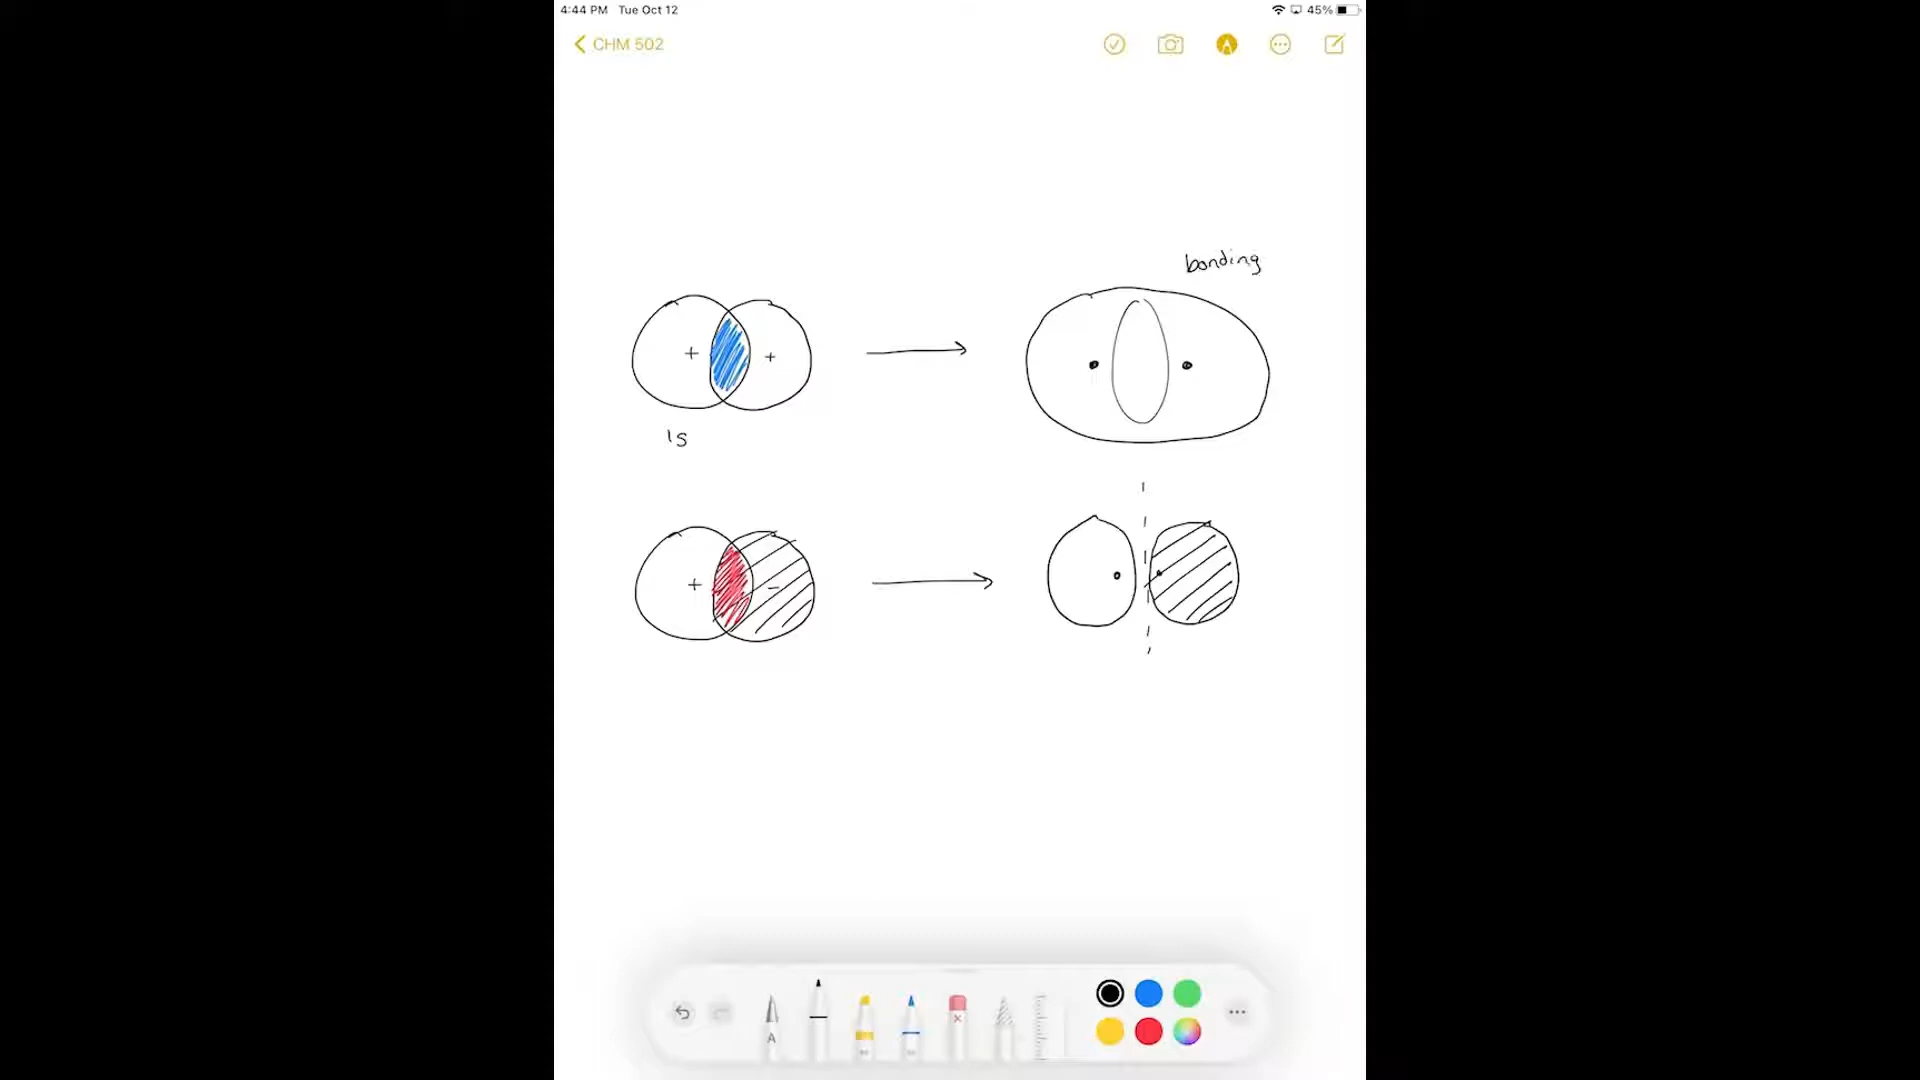 4:44 PM Tue Oct 12
45%
CHM 502
bonding
+ +
1s
+ -
A